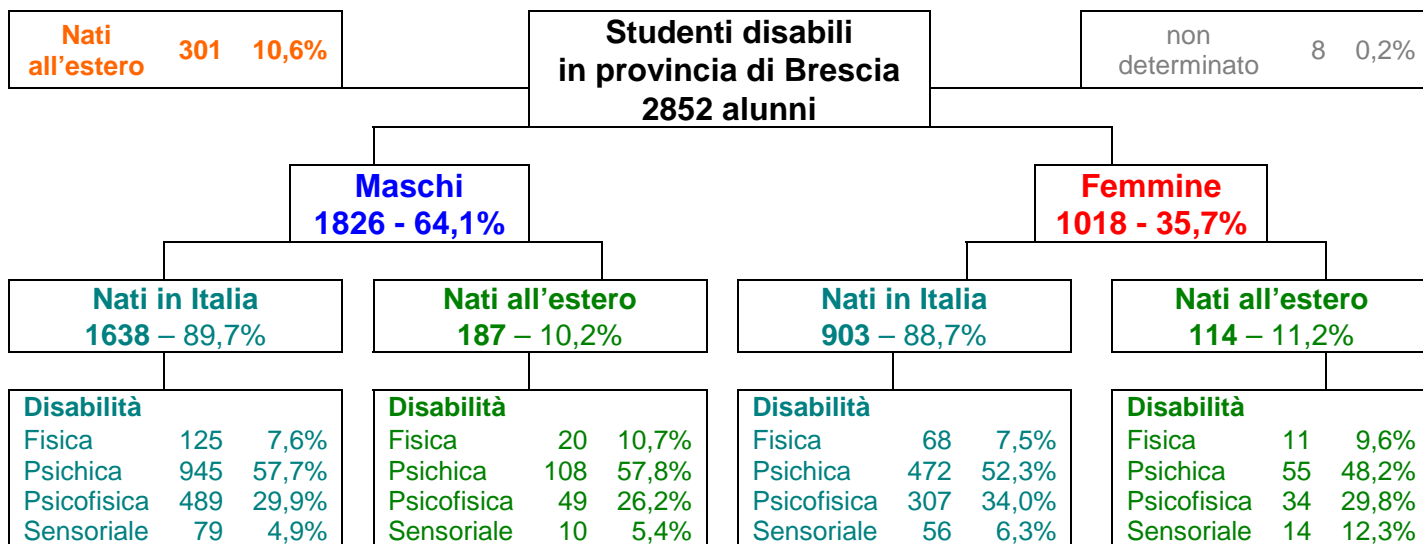 Nati all’estero 301 10,6%
Studenti disabili
in provincia di Brescia
2852 alunni
non determinato 8 0,2%
Maschi
1826 - 64,1%
Femmine
1018 - 35,7%
Nati in Italia
1638 – 89,7%
Nati all’estero
187 – 10,2%
Nati in Italia
903 – 88,7%
Nati all’estero
114 – 11,2%
Disabilità
Fisica 125 7,6%
Psichica 945 57,7%
Psicofisica 489 29,9%
Sensoriale 79 4,9%
Disabilità
Fisica 20 10,7%
Psichica 108 57,8%
Psicofisica 49 26,2%
Sensoriale 10 5,4%
Disabilità
Fisica 68 7,5%
Psichica 472 52,3%
Psicofisica 307 34,0%
Sensoriale 56 6,3%
Disabilità
Fisica 11 9,6%
Psichica 55 48,2%
Psicofisica 34 29,8%
Sensoriale 14 12,3%